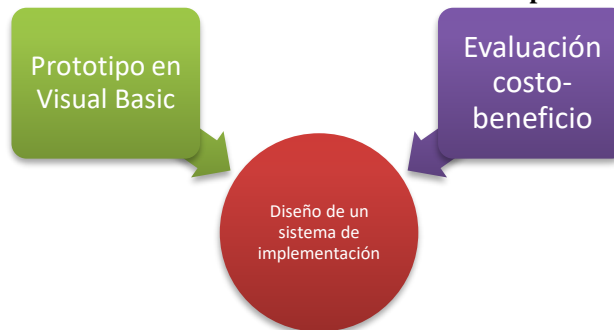 Prototipo en
Visual Basic
Evaluación
costo-
beneficio
Diseño de un
sistema de
implementación